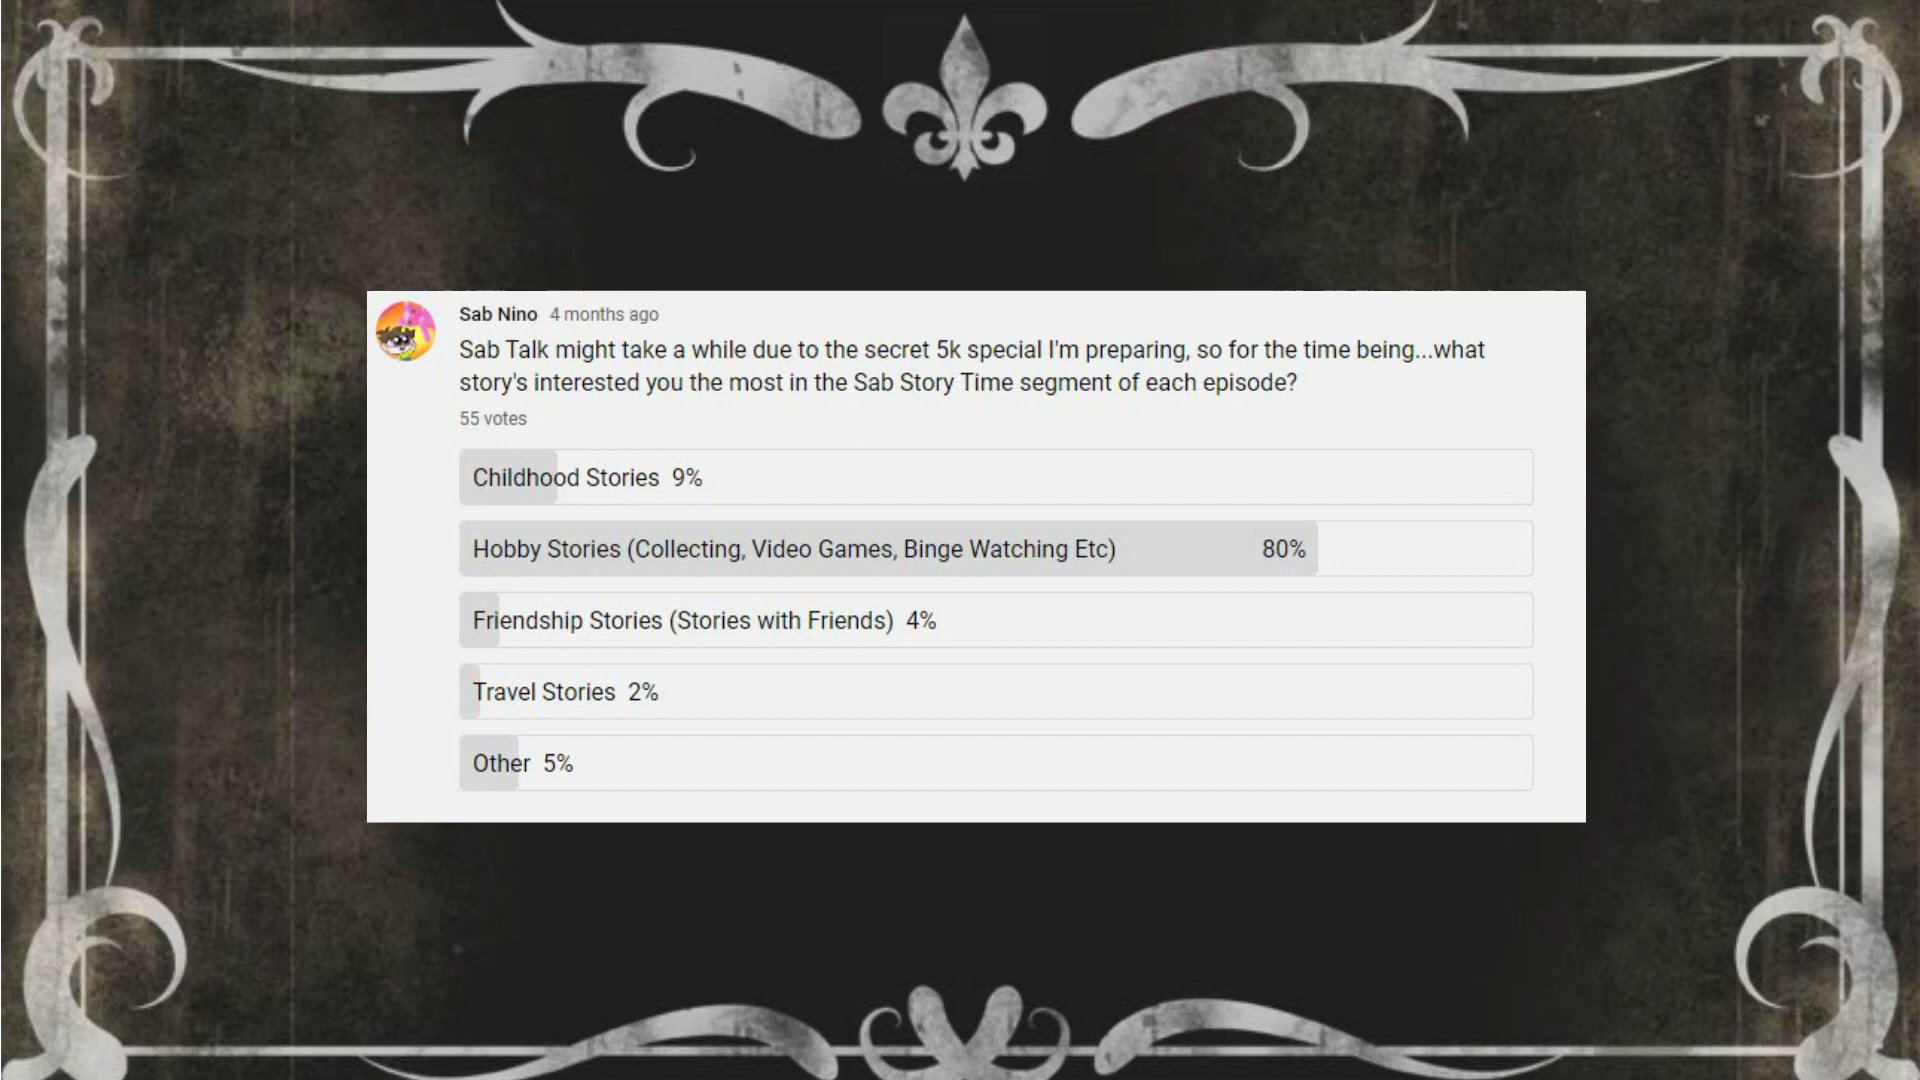 Sab Nino 4 months ago
Sab Talk might take a while due to the secret 5k special I'm preparing, so for the time being...what
story's interested you the most in the Sab Story Time segment of each episode?
55 votes
Childhood Stories 9%
Hobby Stories (Collecting, Video Games, Binge Watching Etc) 80%
Friendship Stories (Stories with Friends) 4%
Travel Stories 2%
Other 5%